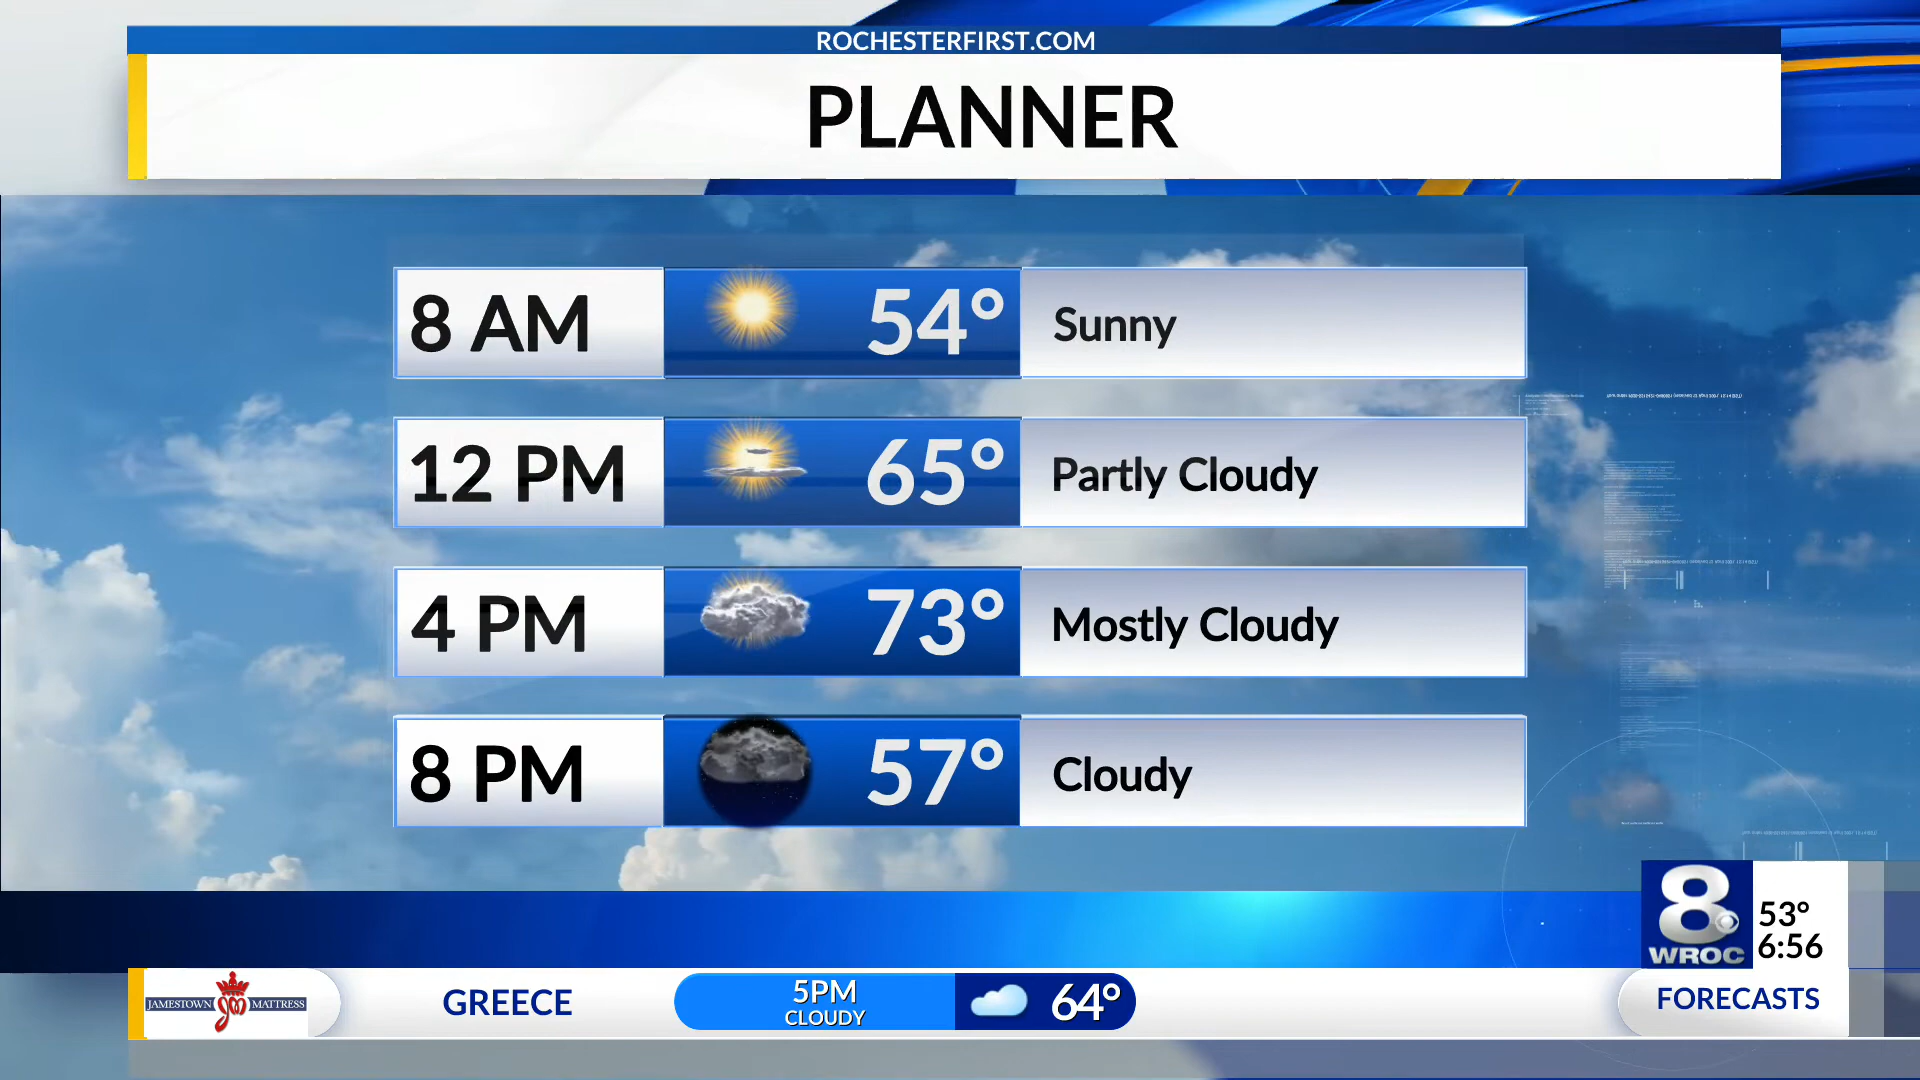 ROCHESTERFIRST.COM
PLANNER
8 AM 54° Sunny
12 PM 65° Partly Cloudy
4 PM 73° Mostly Cloudy
8 PM 57° Cloudy
8
WROC
53°
6:56
JAMESTOWN JM MATTRESS
GREECE
5PM
CLOUDY
64°
FORECASTS